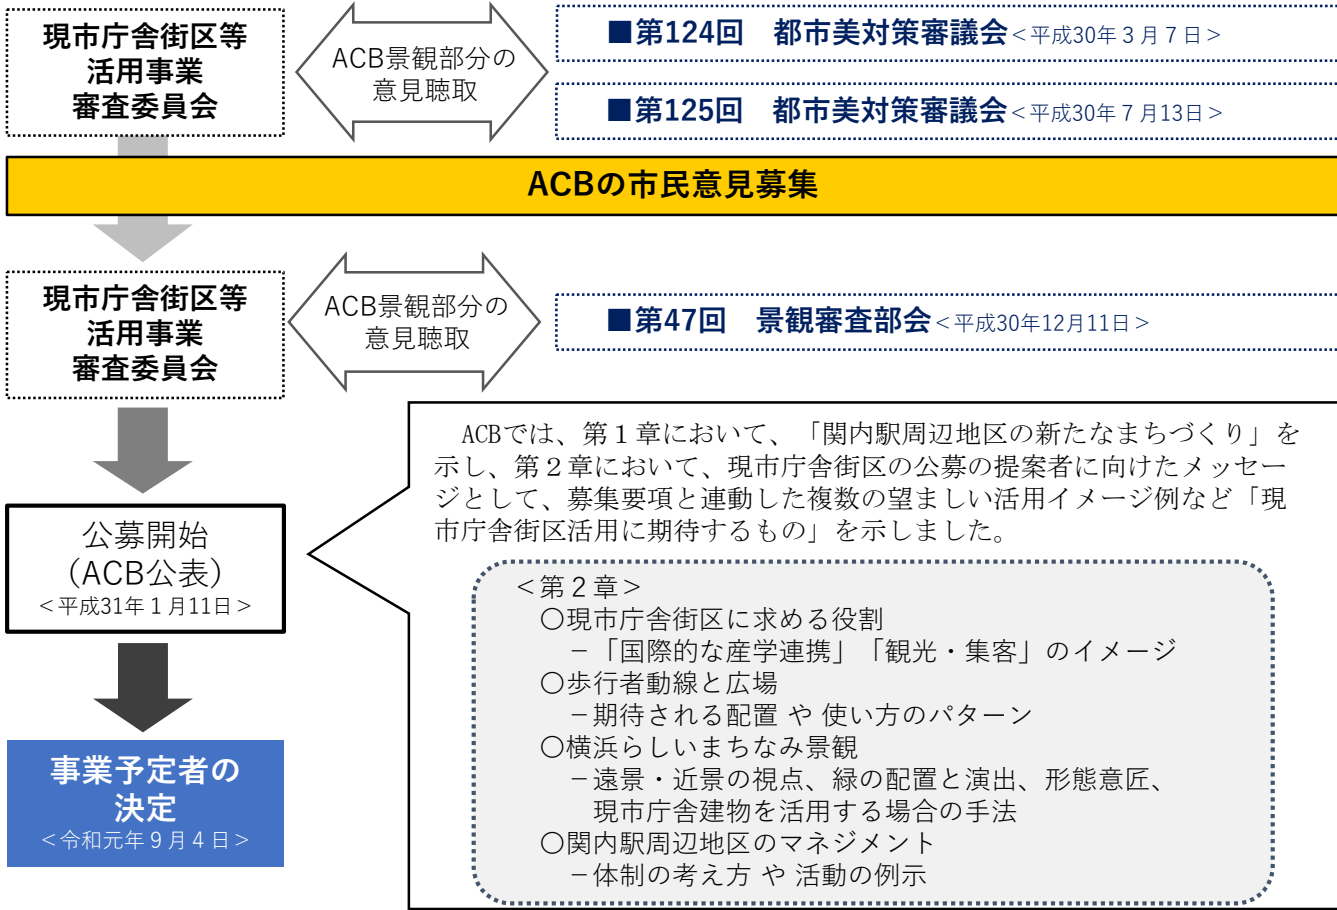 現市庁舎街区等
活用事業
審査委員会
ACB景観部分の
意見聴取
■第124回　都市美対策審議会＜平成30年３月７日＞
■第125回　都市美対策審議会＜平成30年７月13日＞
ACBの市民意見募集
現市庁舎街区等
活用事業
審査委員会
ACB景観部分の
意見聴取
■第47回　景観審査部会＜平成30年12月11日＞
公募開始
（ACB公表）
＜平成31年１月11日＞
事業予定者の
決定
＜令和元年９月４日＞
ACBでは、第１章において、「関内駅周辺地区の新たなまちづくり」を
示し、第２章において、現市庁舎街区の公募の提案者に向けたメッセー
ジとして、募集要項と連動した複数の望ましい活用イメージ例など「現
市庁舎街区活用に期待するもの」を示しました。
＜第２章＞
〇現市庁舎街区に求める役割
－「国際的な産学連携」「観光・集客」のイメージ
〇歩行者動線と広場
－期待される配置 や 使い方のパターン
〇横浜らしいまちなみ景観
－遠景・近景の視点、緑の配置と演出、形態意匠、
現市庁舎建物を活用する場合の手法
〇関内駅周辺地区のマネジメント
－体制の考え方 や 活動の例示